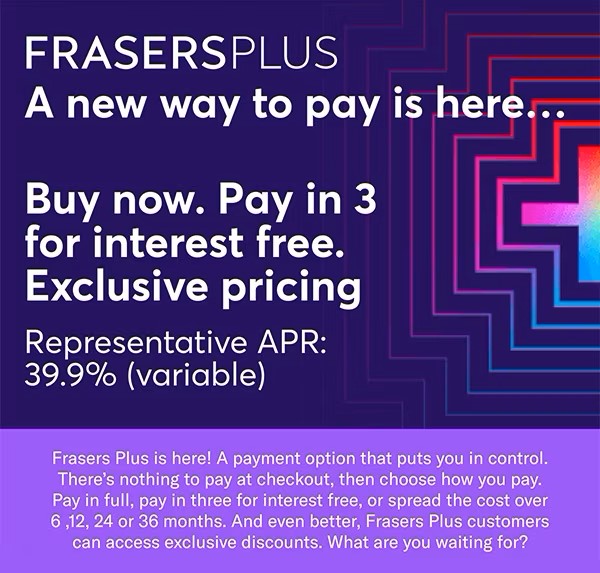 FRASERSPLUS
A new way to pay is here...
Buy now. Pay in 3
for interest free.
Exclusive pricing
Representative APR:
39.9% (variable)
Frasers Plus is here! A payment option that puts you in control.
There's nothing to pay at checkout, then choose how you pay.
Pay in full, pay in three for interest free, or spread the cost over
6 ,12, 24 or 36 months. And even better, Frasers Plus customers
can access exclusive discounts. What are you waiting for?